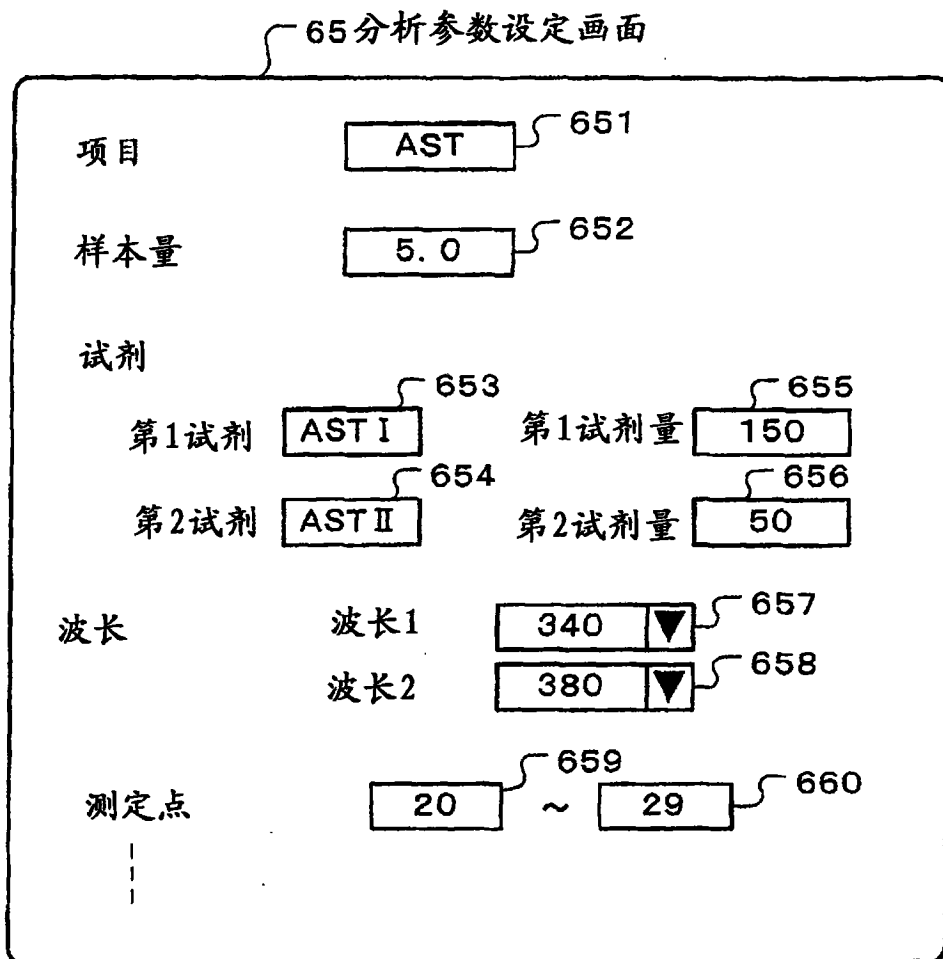 65分析参数设定画面
项目 AST 651
样本量 5.0 652
试剂
653 655
第1试剂 AST I 第1试剂量 150
654 656
第2试剂 AST II 第2试剂量 50
波长 波长1 340 ▼ 657
波长2 380 ▼ 658
659 660
测定点 20 ~ 29